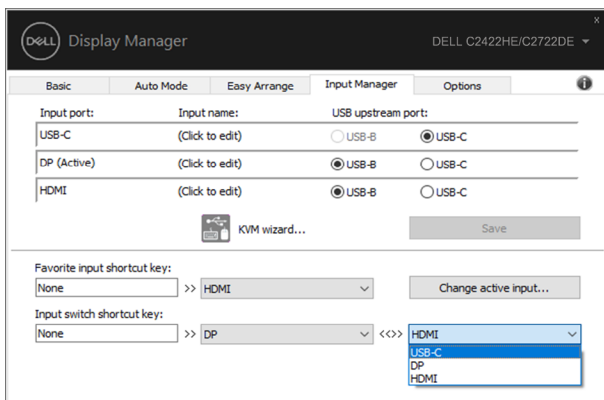 x
DELL Display Manager DELL C2422HE/C2722DE
Basic Auto Mode Easy Arrange Input Manager Options i
Input port: Input name: USB upstream port:
USB-C (Click to edit) USB-B USB-C
DP (Active) (Click to edit) USB-B USB-C
HDMI (Click to edit) USB-B USB-C
KVM wizard... Save
Favorite input shortcut key:
None >> HDMI Change active input...
Input switch shortcut key:
None >> DP <<>> HDMI
USB-C
DP
HDMI